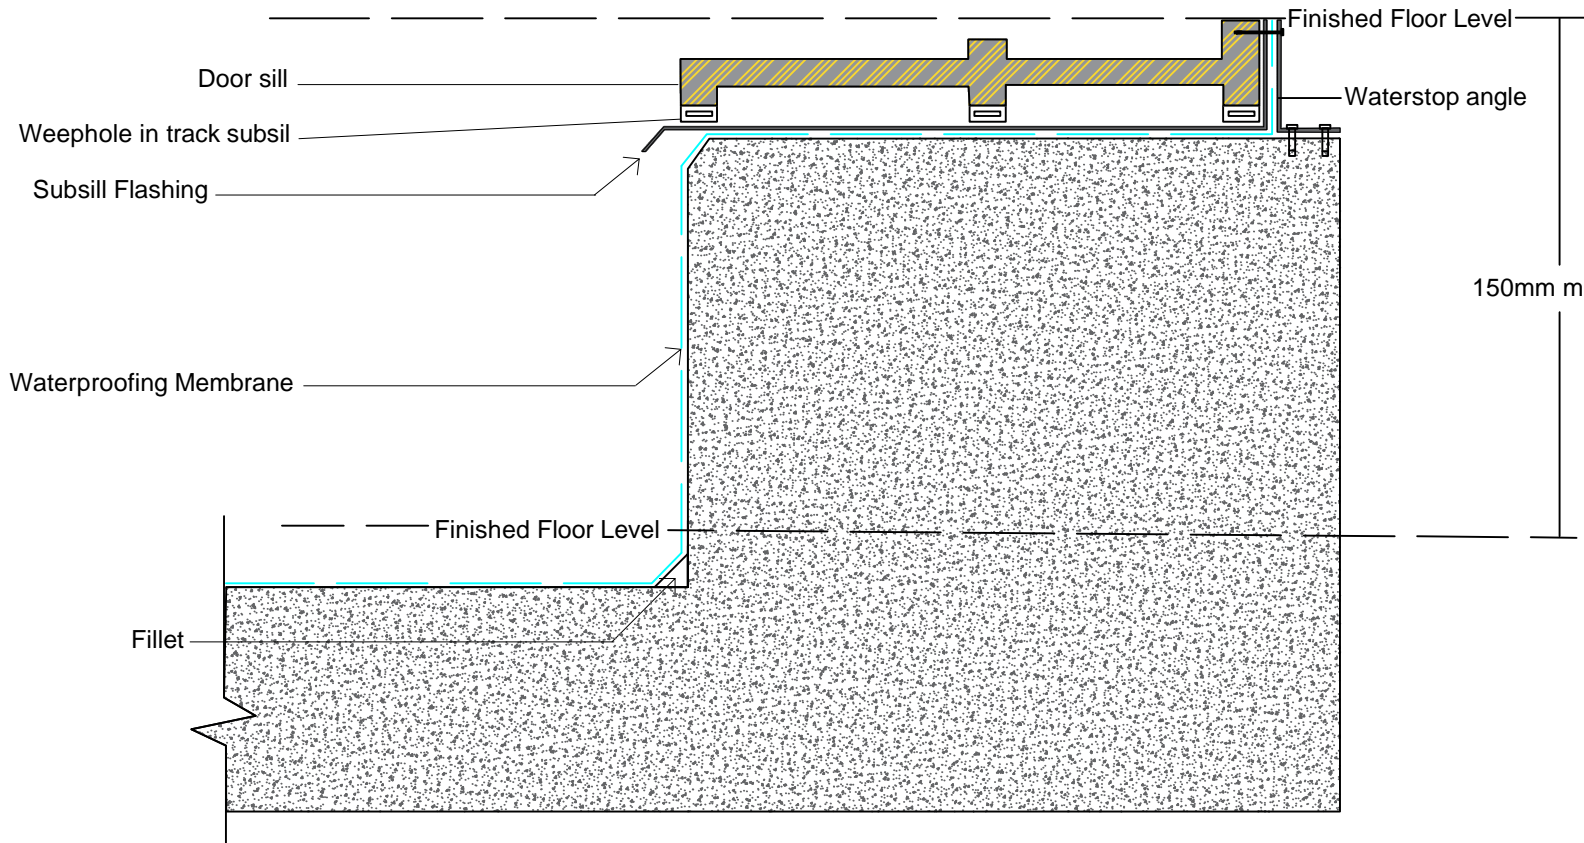 Finished Floor Level
Door sill
Waterstop angle
Weephole in track subsil
Subsill Flashing
150mm m
Waterproofing Membrane
Finished Floor Level
Fillet